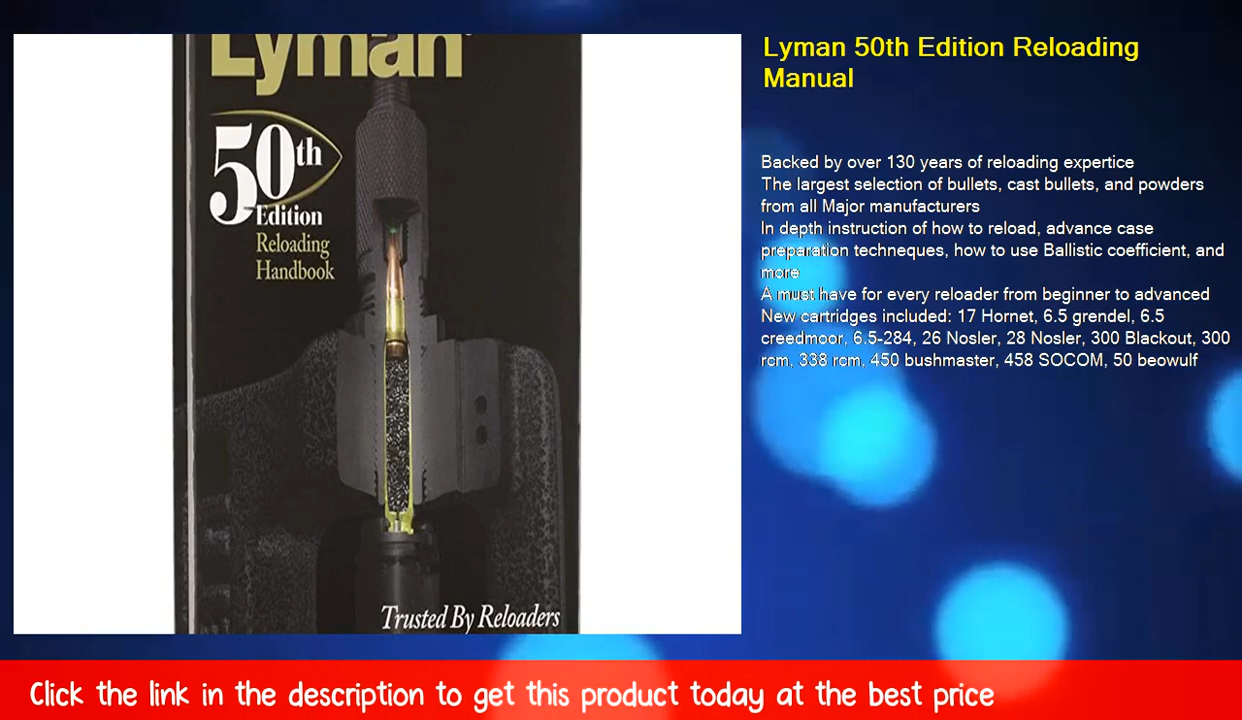 Lyman
50th
Edition
Reloading
Handbook
Trusted By Reloaders
Lyman 50th Edition Reloading
Manual
Backed by over 130 years of reloading expertice
The largest selection of bullets, cast bullets, and powders
from all Major manufacturers
In depth instruction of how to reload, advance case
preparation techneques, how to use Ballistic coefficient, and
more
A must have for every reloader from beginner to advanced
New cartridges included: 17 Hornet, 6.5 grendel, 6.5
creedmoor, 6.5-284, 26 Nosler, 28 Nosler, 300 Blackout, 300
rcm, 338 rcm, 450 bushmaster, 458 SOCOM, 50 beowulf
Click the link in the description to get this product today at the best price